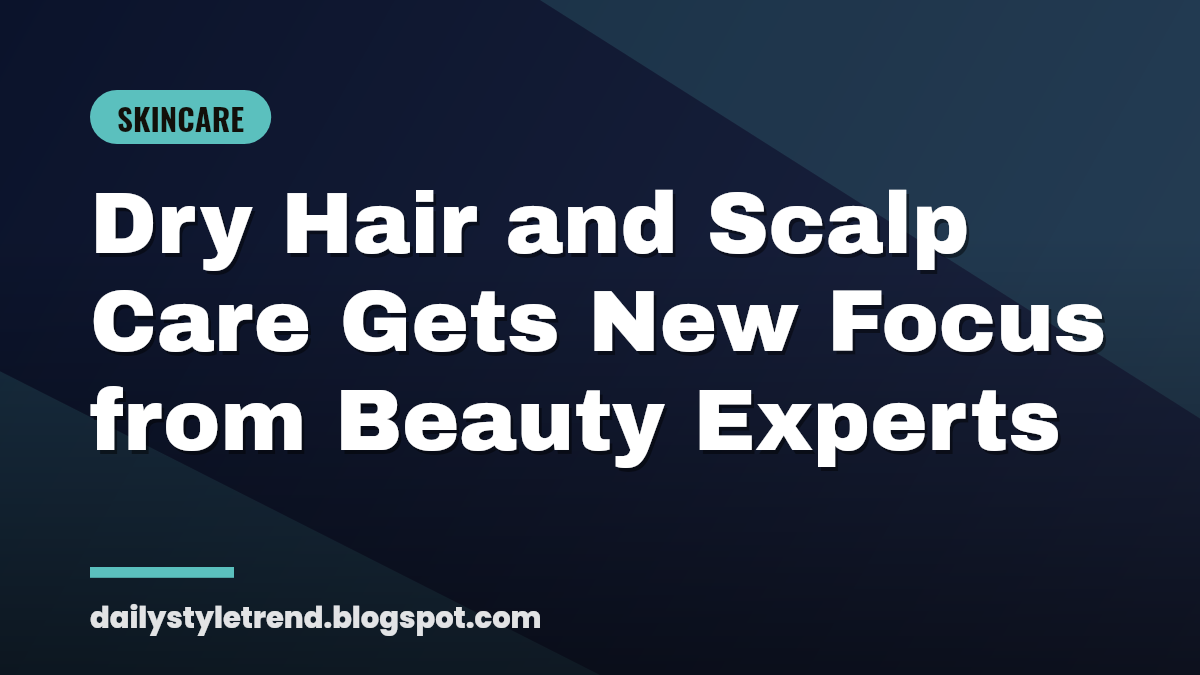 SKINCARE
Dry Hair and Scalp
Care Gets New Focus
from Beauty Experts
dailystyletrend.blogspot.com